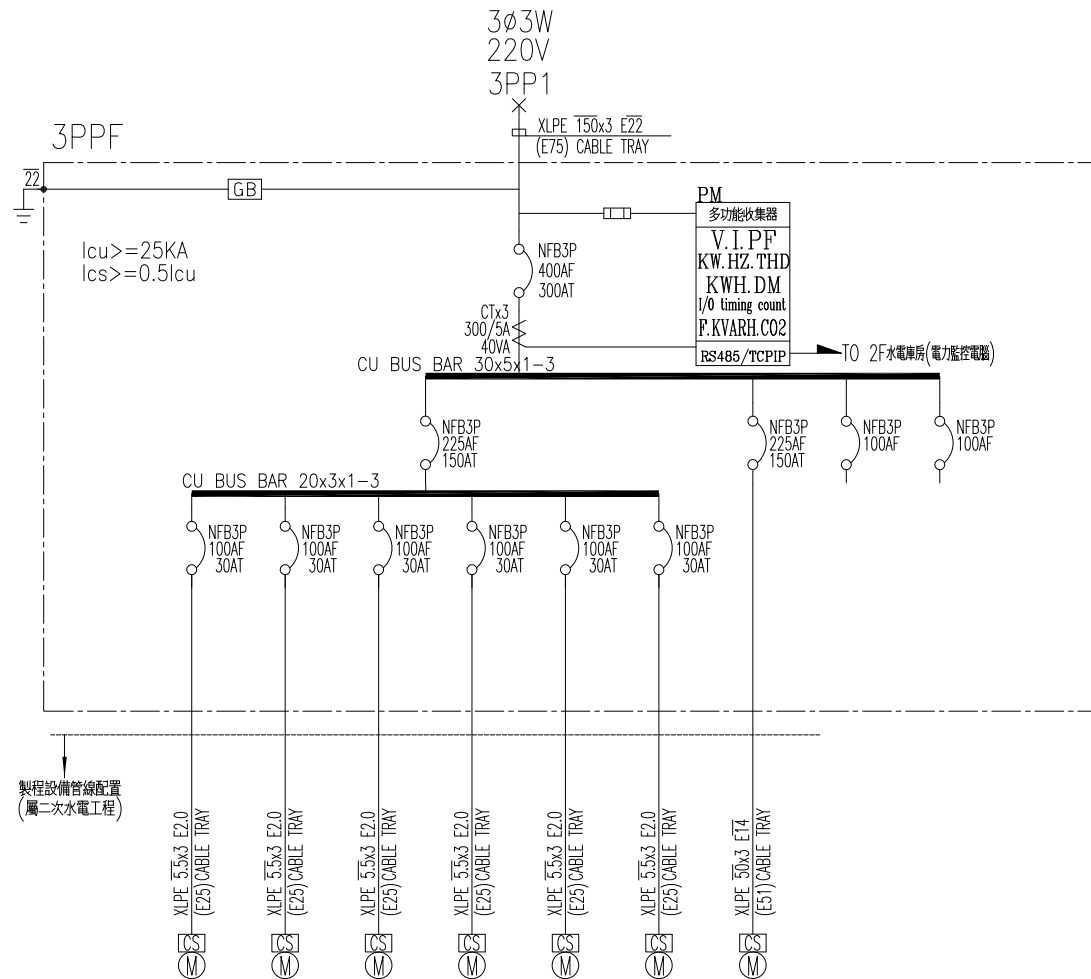 3ø3W
220V
3PP1
XLPE 150x3 E22
(E75) CABLE TRAY
3PPF
22
GB
Icu>=25KA
Ics>=0.5Icu
PM
多功能收集器
V.I.PF
KW.HZ.THD
KWH.DM
I/O timing count
F.KVARH.CO2
RS485/TCPIP
TO 2F水電庫房(電力監控電腦)
NFB3P
400AF
300AT
CTx3
300/5A
40VA
CU BUS BAR 30x5x1-3
NFB3P
225AF
150AT
NFB3P
225AF
150AT
NFB3P
100AF
NFB3P
100AF
CU BUS BAR 20x3x1-3
NFB3P
100AF
30AT
NFB3P
100AF
30AT
NFB3P
100AF
30AT
NFB3P
100AF
30AT
NFB3P
100AF
30AT
NFB3P
100AF
30AT
製程設備管線配置
(屬二次水電工程)
XLPE 5.5x3 E2.0
(E25)CABLE TRAY
XLPE 5.5x3 E2.0
(E25)CABLE TRAY
XLPE 5.5x3 E2.0
(E25)CABLE TRAY
XLPE 5.5x3 E2.0
(E25)CABLE TRAY
XLPE 5.5x3 E2.0
(E25)CABLE TRAY
XLPE 5.5x3 E2.0
(E25)CABLE TRAY
XLPE 50x3 E14
(E51)CABLE TRAY
CS
CS
CS
CS
CS
CS
CS
M
M
M
M
M
M
M